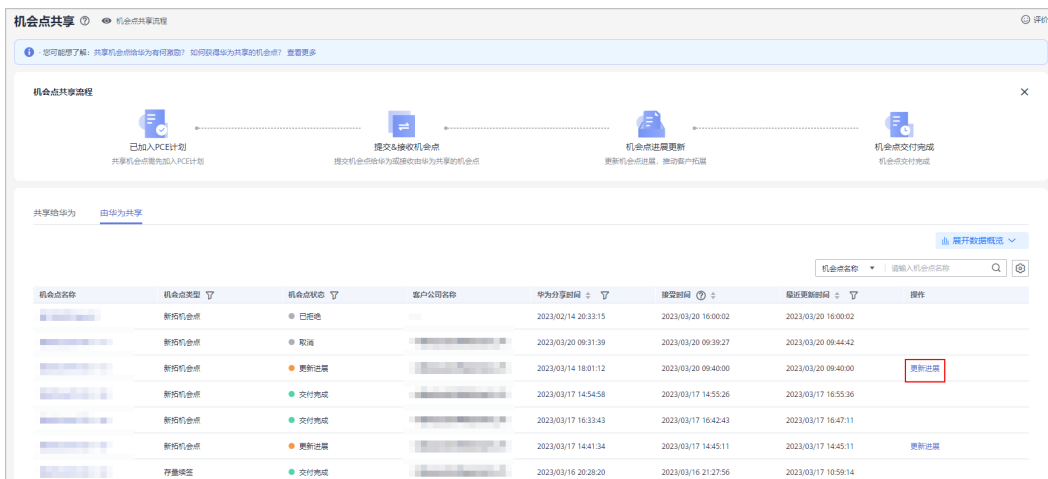 机会点共享 机会点共享流程 评价
· 您可能想了解：共享机会点给华为有何激励？ 如何获得华为共享的机会点？ 查看更多
机会点共享流程
已加入PCE计划 提交&接收机会点 机会点进展更新 机会点交付完成
共享机会点需先加入PCE计划 提交机会点给华为或接收由华为共享的机会点 更新机会点进展、推动客户拓展 机会点交付完成
共享给华为 由华为共享
展开数据概览
机会点名称 请输入机会点名称
机会点名称 机会点类型 机会点状态 客户公司名称 华为分享时间 接受时间 最近更新时间 操作
新拓机会点 已拒绝 2023/02/14 20:33:15 2023/03/20 16:00:02 2023/03/20 16:00:02
新拓机会点 取消 2023/03/20 09:31:39 2023/03/20 09:39:27 2023/03/20 09:44:42
新拓机会点 更新进展 2023/03/14 18:01:12 2023/03/20 09:40:00 2023/03/20 09:40:00 更新进展
新拓机会点 交付完成 2023/03/17 14:54:58 2023/03/17 14:55:26 2023/03/17 16:55:36
新拓机会点 交付完成 2023/03/17 16:33:43 2023/03/17 16:42:43 2023/03/17 16:47:11
新拓机会点 更新进展 2023/03/17 14:41:34 2023/03/17 14:45:11 2023/03/17 14:45:11 更新进展
存量续签 交付完成 2023/03/16 20:28:20 2023/03/16 21:27:56 2023/03/17 10:59:14